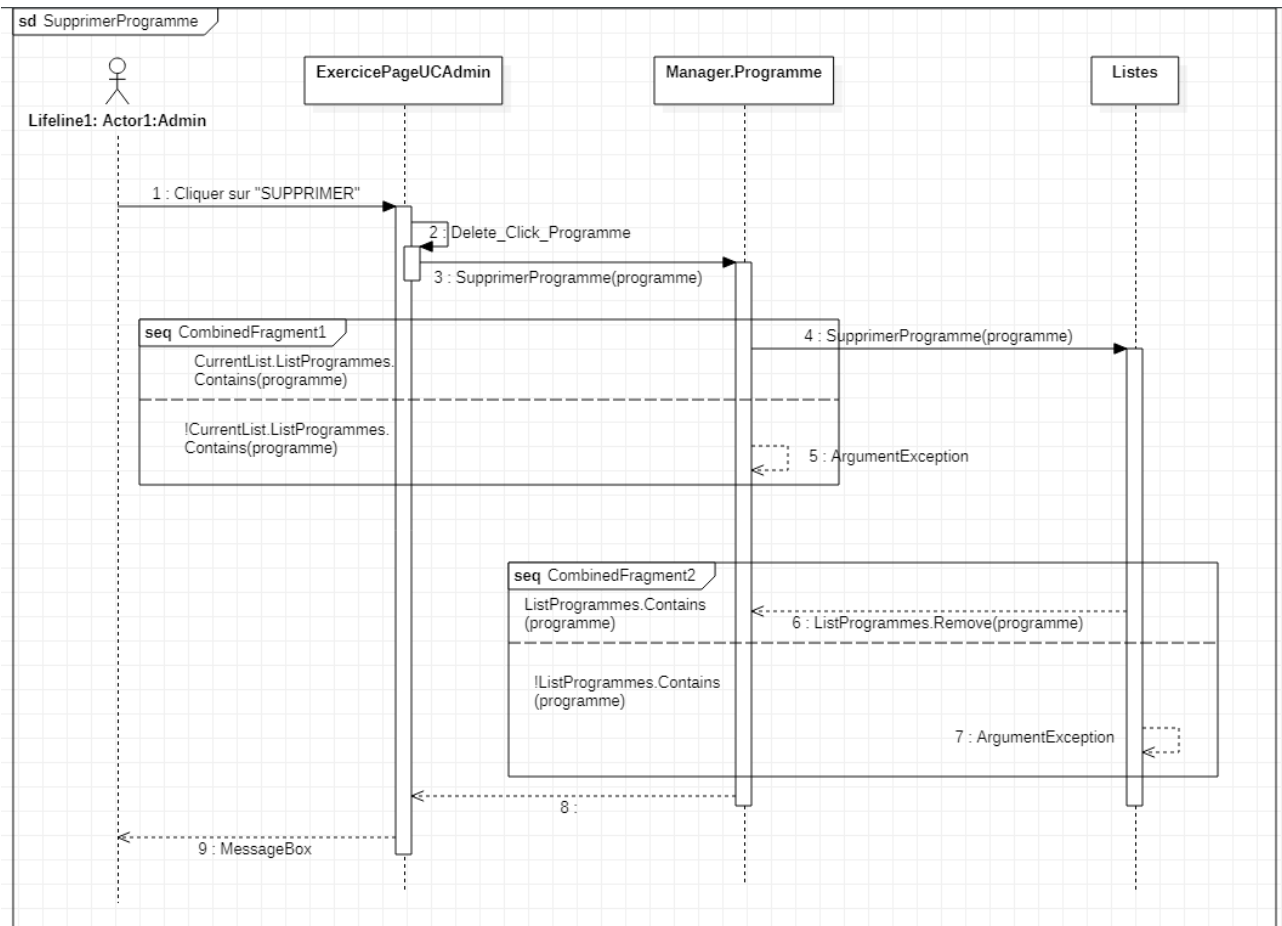 sd SupprimerProgramme
Lifeline1: Actor1:Admin
ExercicePageUCAdmin
Manager.Programme
Listes
1 : Cliquer sur "SUPPRIMER"
2 : Delete_Click_Programme
3 : SupprimerProgramme(programme)
seq CombinedFragment1
4 : SupprimerProgramme(programme)
CurrentList.ListProgrammes.
Contains(programme)
!CurrentList.ListProgrammes.
Contains(programme)
5 : ArgumentException
seq CombinedFragment2
ListProgrammes.Contains
(programme)
6 : ListProgrammes.Remove(programme)
!ListProgrammes.Contains
(programme)
7 : ArgumentException
8 :
9 : MessageBox